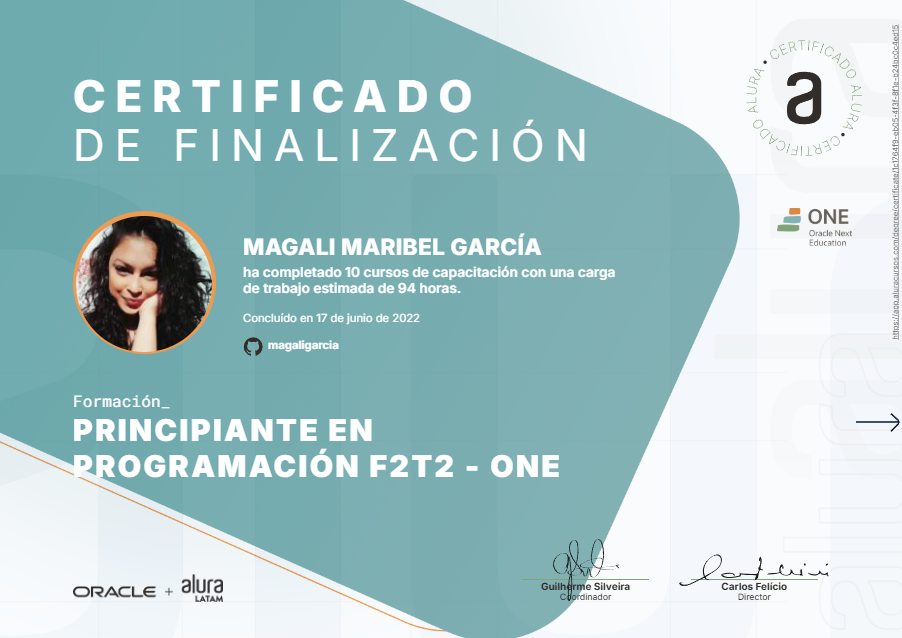 CERTIFICADO
DE FINALIZACIÓN
CERTIFICADO ALURA • CERTIFICADO ALURA •
a
ONE
Oracle Next
Education
MAGALI MARIBEL GARCÍA
ha completado 10 cursos de capacitación con una carga
de trabajo estimada de 94 horas.
Concluído en 17 de junio de 2022
magaligarcia
Formación_
PRINCIPIANTE EN
PROGRAMACIÓN F2T2 - ONE
ORACLE + alura
LATAM
Guilherme Silveira
Coordinador
Carlos Felício
Director
alura